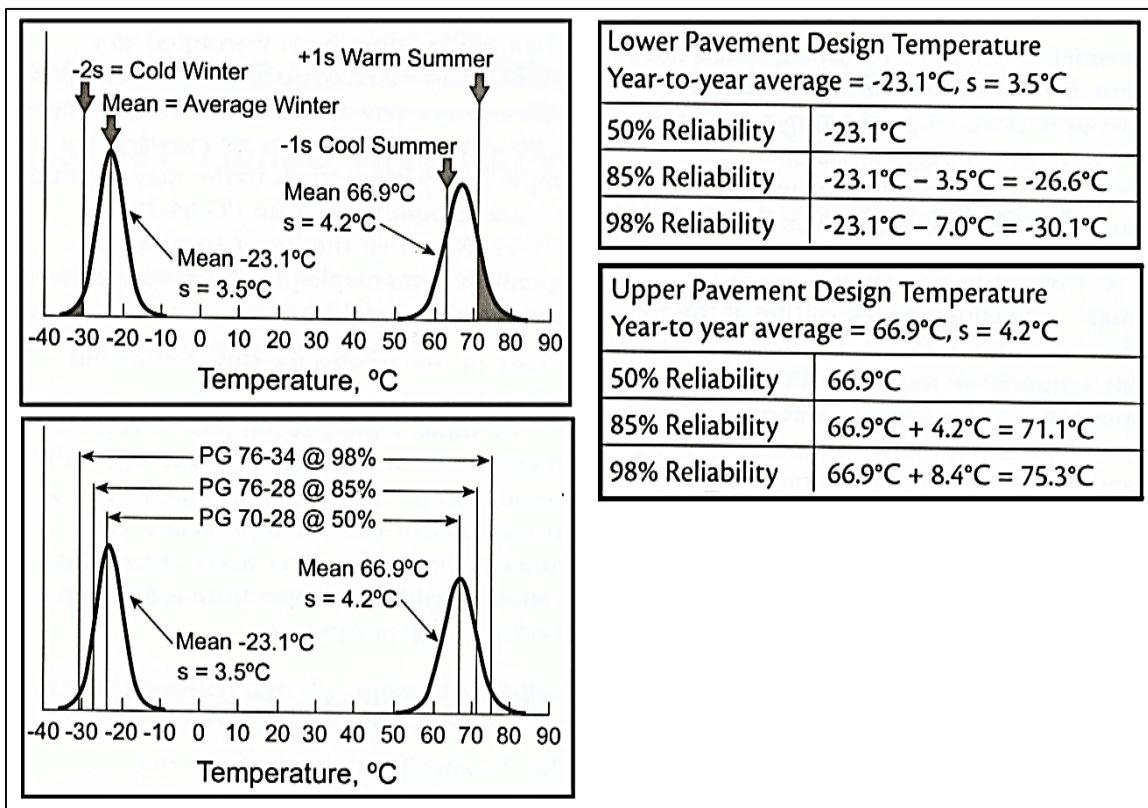 -2s = Cold Winter
+1s Warm Summer
Mean = Average Winter
-1s Cool Summer
Mean 66.9ºC
s = 4.2ºC
Mean -23.1ºC
s = 3.5ºC
-40 -30 -20 -10 0 10 20 30 40 50 60 70 80 90
Temperature, ºC
PG 76-34 @ 98%
PG 76-28 @ 85%
PG 70-28 @ 50%
Mean 66.9ºC
s = 4.2ºC
Mean -23.1ºC
s = 3.5ºC
-40 -30 -20 -10 0 10 20 30 40 50 60 70 80 90
Temperature, ºC
Lower Pavement Design Temperature
Year-to-year average = -23.1°C, s = 3.5°C
50% Reliability -23.1°C
85% Reliability -23.1°C – 3.5°C = -26.6°C
98% Reliability -23.1°C – 7.0°C = -30.1°C
Upper Pavement Design Temperature
Year-to year average = 66.9°C, s = 4.2°C
50% Reliability 66.9°C
85% Reliability 66.9°C + 4.2°C = 71.1°C
98% Reliability 66.9°C + 8.4°C = 75.3°C